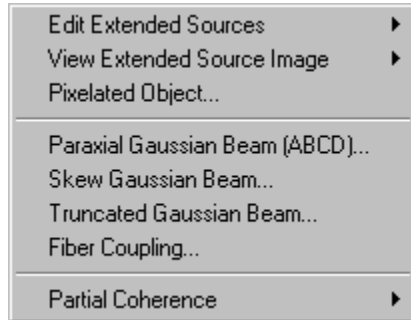 Edit Extended Sources
View Extended Source Image
Pixelated Object...
Paraxial Gaussian Beam (ABCD)...
Skew Gaussian Beam...
Truncated Gaussian Beam...
Fiber Coupling...
Partial Coherence